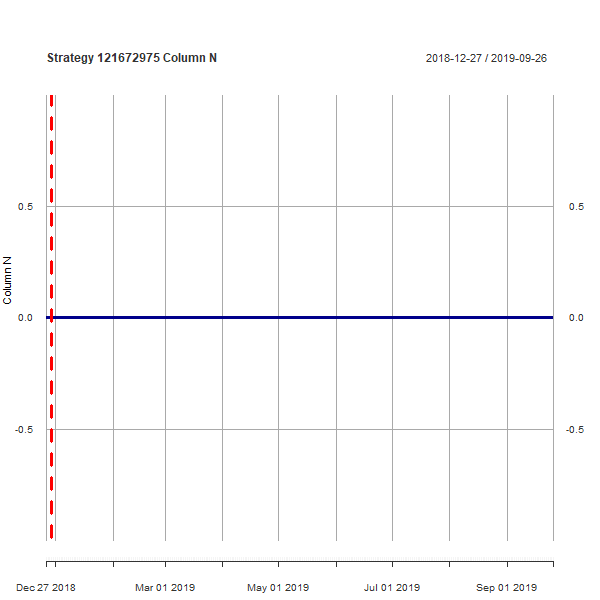 Strategy 121672975 Column N
2018-12-27 / 2019-09-26
0.5
0.5
Column N
0.0
0.0
-0.5
-0.5
Dec 27 2018
Mar 01 2019
May 01 2019
Jul 01 2019
Sep 01 2019